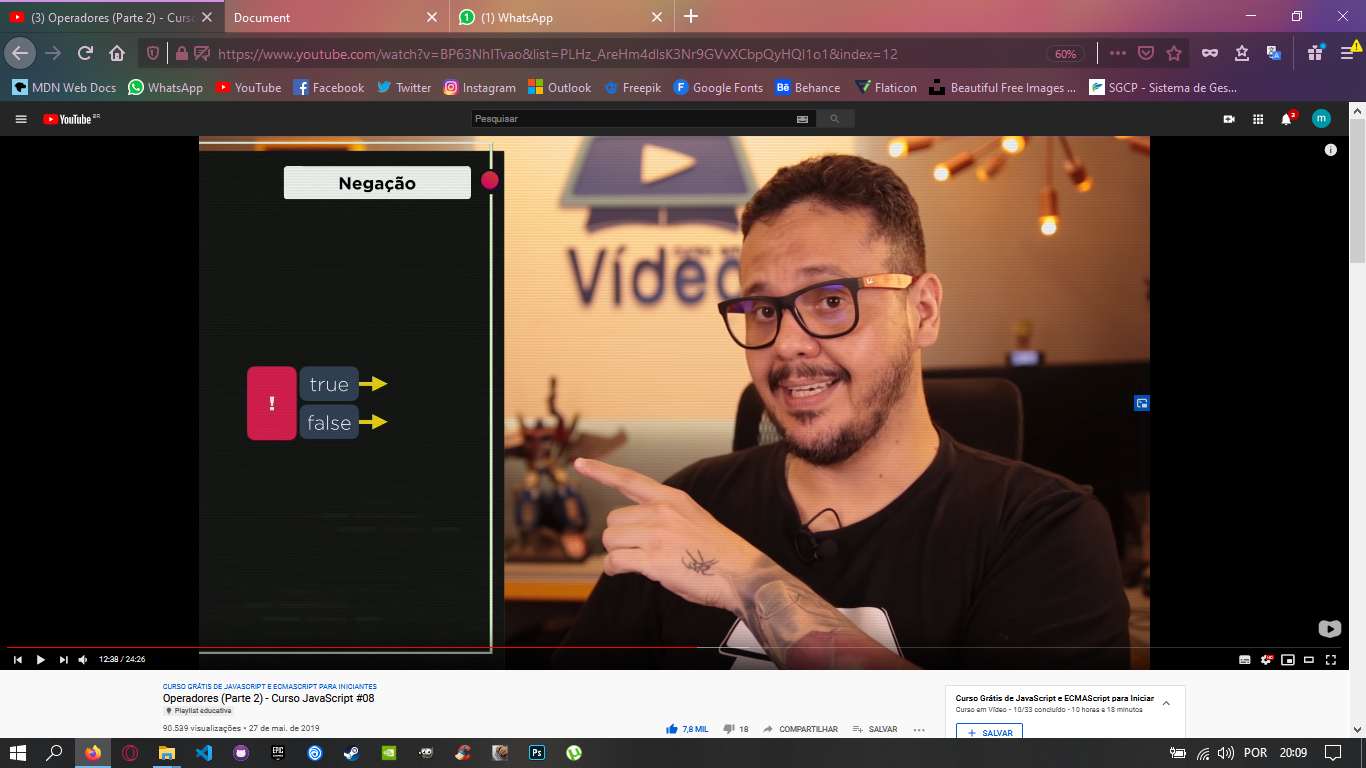 (3) Operadores (Parte 2) - Curso
Document
(1) WhatsApp
https://www.youtube.com/watch?v=BP63NhITvao&list=PLHz_AreHm4dlsK3Nr9GVvXCbpQyHQl1o1&index=12
60%
MDN Web Docs
WhatsApp
YouTube
Facebook
Twitter
Instagram
Outlook
Freepik
Google Fonts
Behance
Flaticon
Beautiful Free Images ...
SGCP - Sistema de Ges...
YouTube BR
Pesquisar
2
m
Negação
Vídeo
!
true
false
12:38 / 24:26
CURSO GRÁTIS DE JAVASCRIPT E ECMASCRIPT PARA INICIANTES
Operadores (Parte 2) - Curso JavaScript #08
Playlist educativa
90.539 visualizações • 27 de mai. de 2019
7,8 MIL
18
COMPARTILHAR
SALVAR
Curso Grátis de JavaScript e ECMAScript para Inician
Curso em Vídeo - 10/33 concluído - 19 horas e 18 minutos
SALVAR
POR
20:09